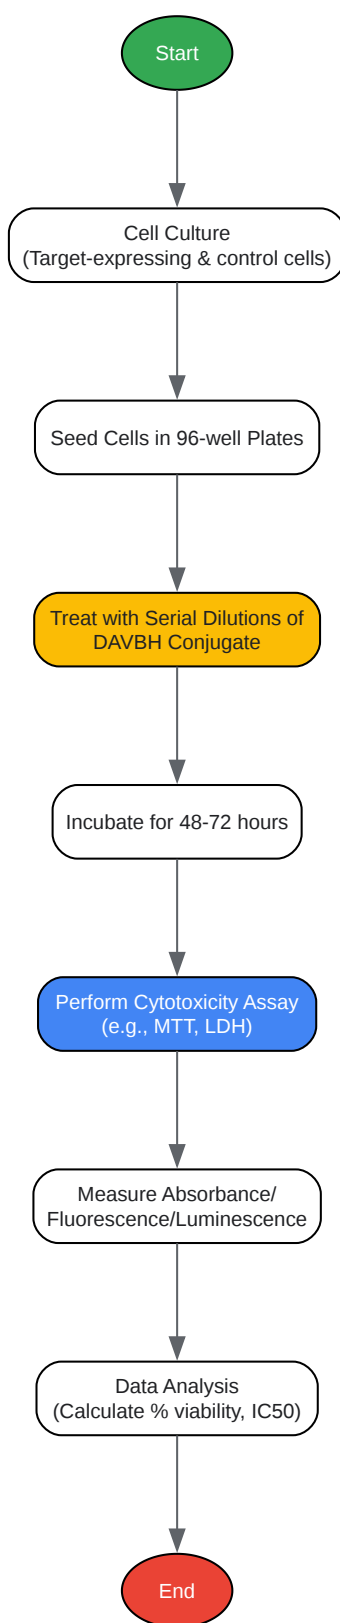 Start
Cell Culture
(Target-expressing & control cells)
Seed Cells in 96-well Plates
Treat with Serial Dilutions of
DAVBH Conjugate
Incubate for 48-72 hours
Perform Cytotoxicity Assay
(e.g., MTT, LDH)
Measure Absorbance/
Fluorescence/Luminescence
Data Analysis
(Calculate % viability, IC50)
End